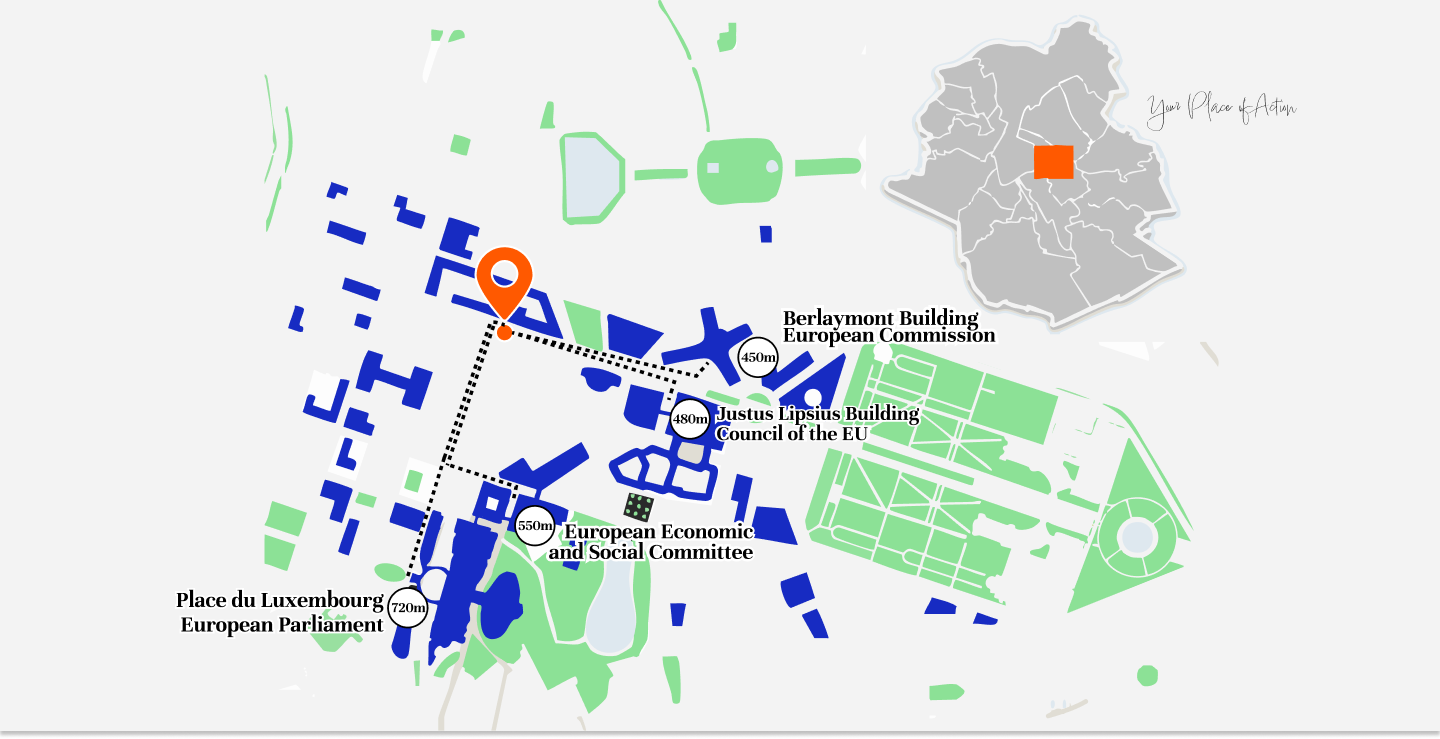 Your Place of Action
Berlaymont Building
European Commission
450m
480m
Justus Lipsius Building
Council of the EU
550m
European Economic
and Social Committee
Place du Luxembourg
European Parliament
720m